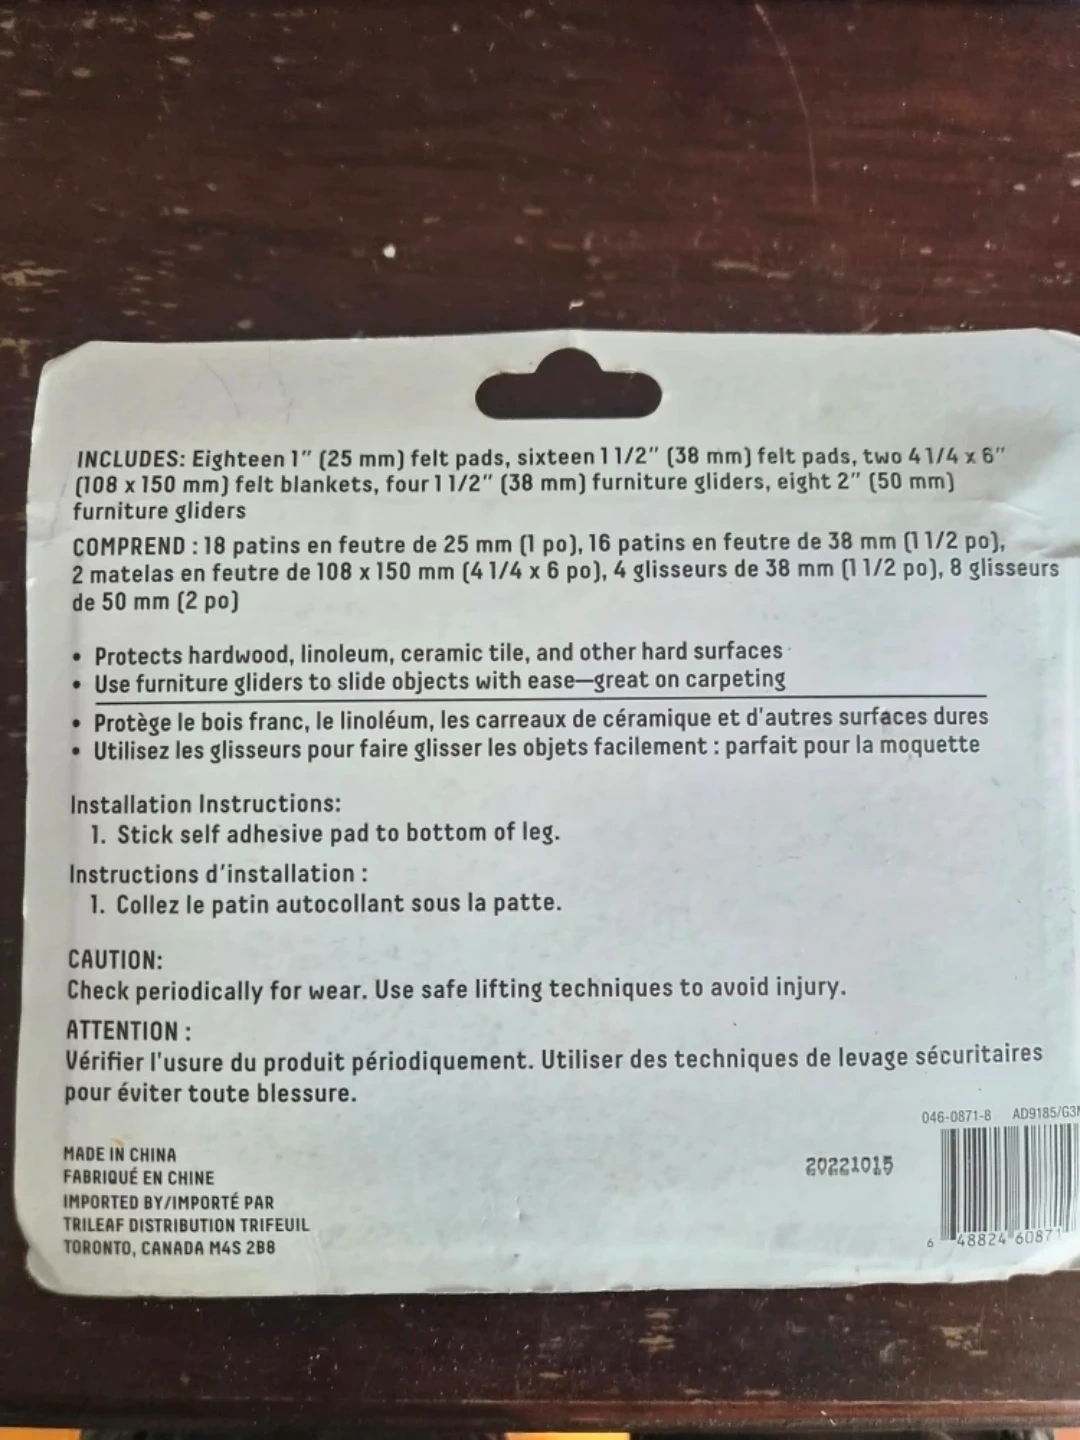 INCLUDES: Eighteen 1" (25 mm) felt pads, sixteen 1 1/2" (38 mm) felt pads, two 4 1/4 x 6"
(108 x 150 mm) felt blankets, four 1 1/2" (38 mm) furniture gliders, eight 2" (50 mm)
furniture gliders
COMPREND : 18 patins en feutre de 25 mm (1 po), 16 patins en feutre de 38 mm (1 1/2 po),
2 matelas en feutre de 108 x 150 mm (4 1/4 x 6 po), 4 glisseurs de 38 mm (1 1/2 po), 8 glisseurs
de 50 mm (2 po)
• Protects hardwood, linoleum, ceramic tile, and other hard surfaces
• Use furniture gliders to slide objects with ease—great on carpeting
• Protège le bois franc, le linoléum, les carreaux de céramique et d'autres surfaces dures
• Utilisez les glisseurs pour faire glisser les objets facilement : parfait pour la moquette
Installation Instructions:
1. Stick self adhesive pad to bottom of leg.
Instructions d'installation :
1. Collez le patin autocollant sous la patte.
CAUTION:
Check periodically for wear. Use safe lifting techniques to avoid injury.
ATTENTION :
Vérifier l'usure du produit périodiquement. Utiliser des techniques de levage sécuritaires
pour éviter toute blessure.
046-0871-8 AD9185/G3
20221015
MADE IN CHINA
FABRIQUÉ EN CHINE
IMPORTED BY/IMPORTÉ PAR
TRILEAF DISTRIBUTION TRIFEUIL
TORONTO, CANADA M4S 2B8
6 48824 60871